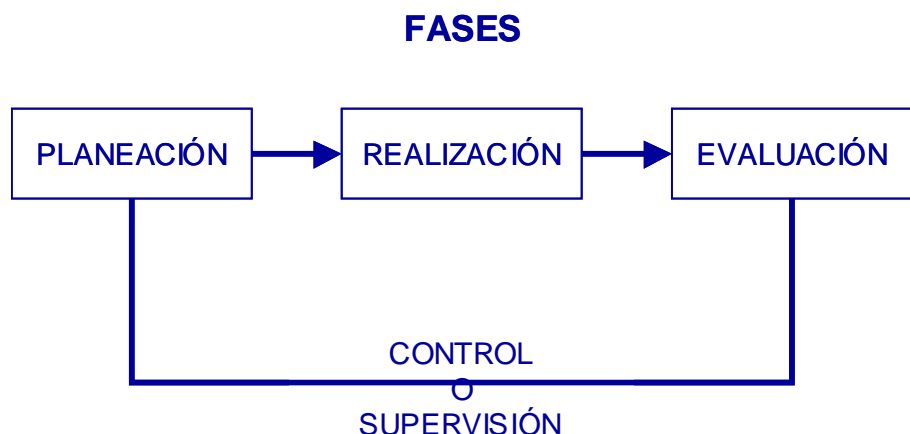 FASES
PLANEACIÓN
REALIZACIÓN
EVALUACIÓN
CONTROL
O
SUPERVISIÓN